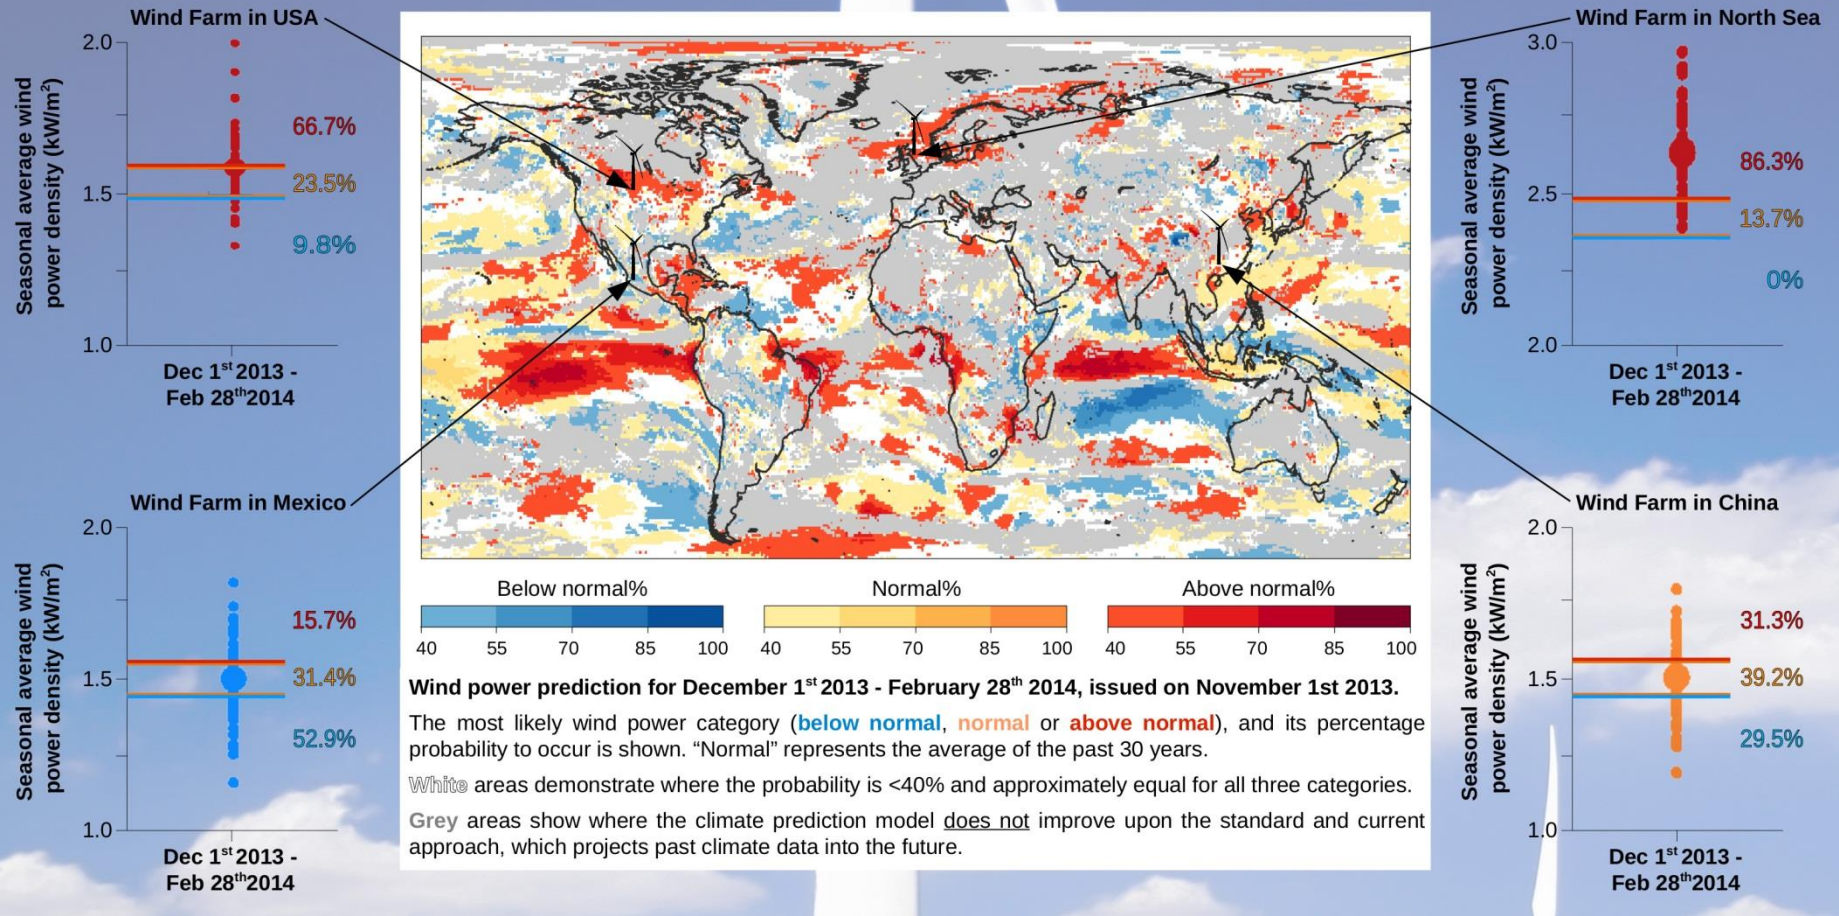 Wind Farm in USA
Seasonal average wind
power density (kW/m²)
2.0
1.5
1.0
66.7%
23.5%
9.8%
Dec 1st 2013 -
Feb 28th2014
Wind Farm in Mexico
Seasonal average wind
power density (kW/m²)
2.0
1.5
1.0
15.7%
31.4%
52.9%
Dec 1st 2013 -
Feb 28th2014
Below normal%
40 55 70 85 100
Normal%
40 55 70 85 100
Above normal%
40 55 70 85 100
Wind power prediction for December 1st 2013 - February 28th 2014, issued on November 1st 2013.
The most likely wind power category (below normal, normal or above normal), and its percentage
probability to occur is shown. “Normal” represents the average of the past 30 years.
White areas demonstrate where the probability is <40% and approximately equal for all three categories.
Grey areas show where the climate prediction model does not improve upon the standard and current
approach, which projects past climate data into the future.
Wind Farm in North Sea
Seasonal average wind
power density (kW/m²)
3.0
2.5
2.0
86.3%
13.7%
0%
Dec 1st 2013 -
Feb 28th2014
Wind Farm in China
Seasonal average wind
power density (kW/m²)
2.0
1.5
1.0
31.3%
39.2%
29.5%
Dec 1st 2013 -
Feb 28th2014